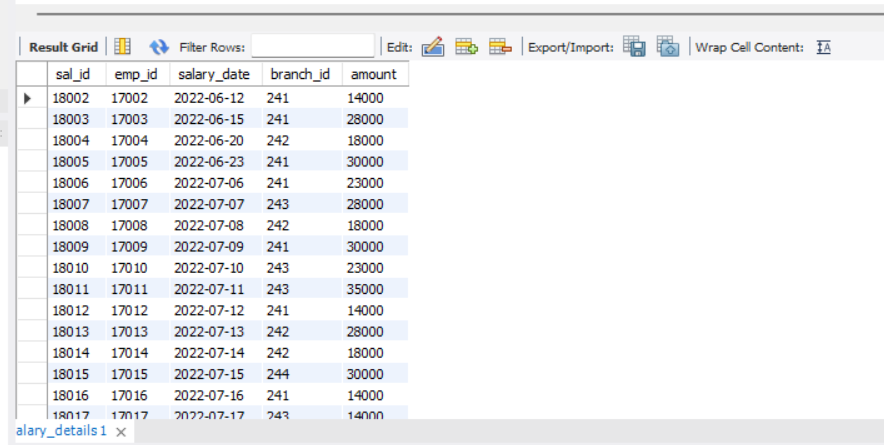 Result Grid Filter Rows: Edit: Export/Import: Wrap Cell Content: IA
sal_id emp_id salary_date branch_id amount
18002 17002 2022-06-12 241 14000
18003 17003 2022-06-15 241 28000
18004 17004 2022-06-20 242 18000
18005 17005 2022-06-23 241 30000
18006 17006 2022-07-06 241 23000
18007 17007 2022-07-07 243 28000
18008 17008 2022-07-08 242 18000
18009 17009 2022-07-09 241 30000
18010 17010 2022-07-10 243 23000
18011 17011 2022-07-11 243 35000
18012 17012 2022-07-12 241 14000
18013 17013 2022-07-13 242 28000
18014 17014 2022-07-14 242 18000
18015 17015 2022-07-15 244 30000
18016 17016 2022-07-16 241 14000
18017 17017 2022-07-17 243 14000
alary_details1